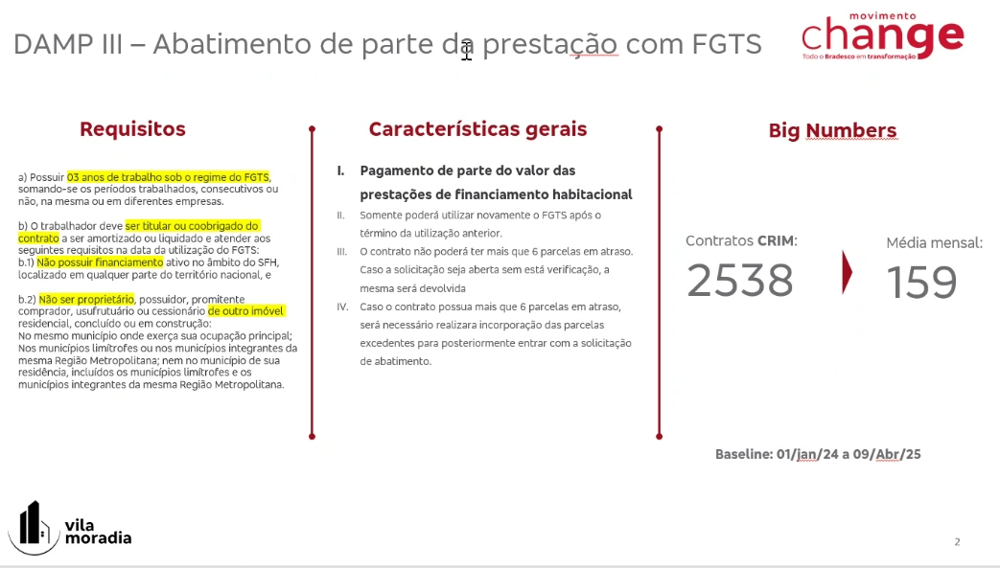 DAMP III – Abatimento de parte da prestação com FGTS
movimento
change
Todo o Bradesco em transformação
Requisitos
a) Possuir 03 anos de trabalho sob o regime do FGTS,
somando-se os períodos trabalhados, consecutivos ou
não, na mesma ou em diferentes empresas.
b) O trabalhador deve ser titular ou coobrigado do
contrato a ser amortizado ou liquidado e atender aos
seguintes requisitos na data da utilização do FGTS:
b.1) Não possuir financiamento ativo no âmbito do SFH,
localizado em qualquer parte do território nacional, e
b.2) Não ser proprietário, possuidor, promitente
comprador, usufrutuário ou cessionário de outro imóvel
residencial, concluído ou em construção:
No mesmo município onde exerça sua ocupação principal;
Nos municípios limítrofes ou nos municípios integrantes da
mesma Região Metropolitana; nem no município de sua
residência, incluídos os municípios limítrofes e os
municípios integrantes da mesma Região Metropolitana.
Características gerais
I. Pagamento de parte do valor das
prestações de financiamento habitacional
II. Somente poderá utilizar novamente o FGTS após o
término da utilização anterior.
III. O contrato não poderá ter mais que 6 parcelas em atraso.
Caso a solicitação seja aberta sem está verificação, a
mesma será devolvida
IV. Caso o contrato possua mais que 6 parcelas em atraso,
será necessário realizara incorporação das parcelas
excedentes para posteriormente entrar com a solicitação
de abatimento.
Big Numbers
Contratos CRIM:
2538
Média mensal:
159
Baseline: 01/jan/24 a 09/Abr/25
vila
moradia
2